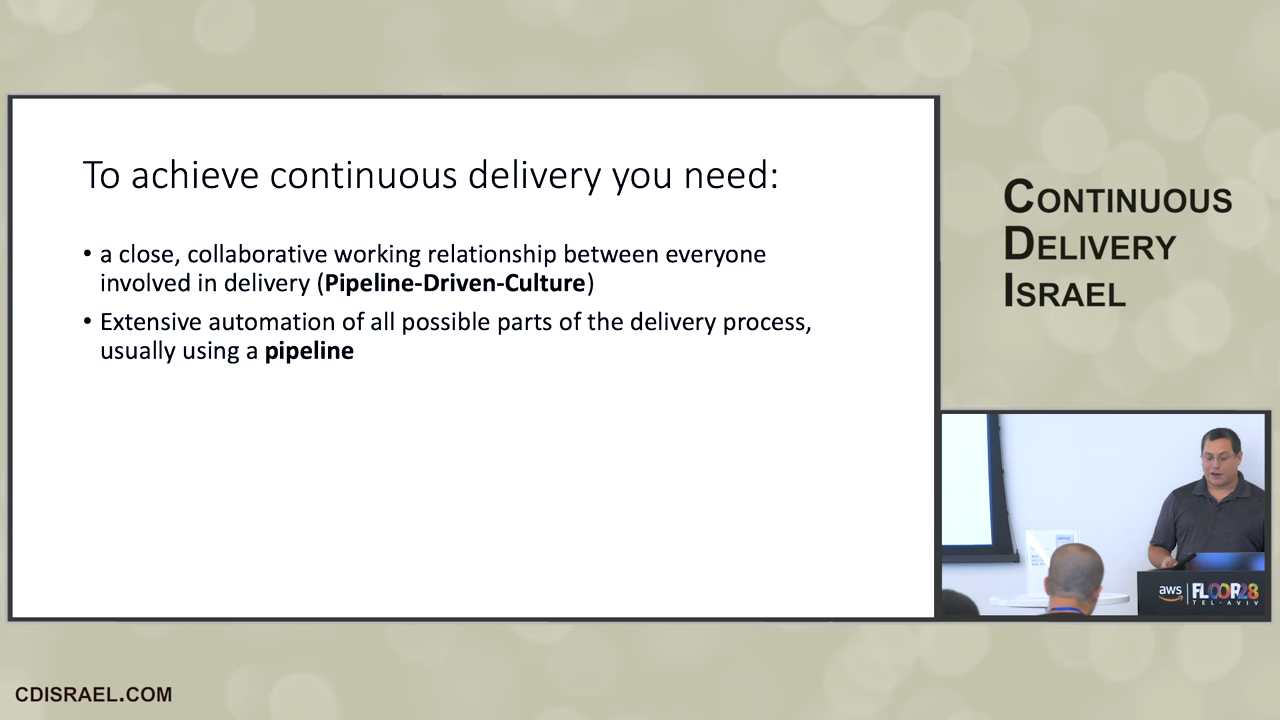 To achieve continuous delivery you need:
• a close, collaborative working relationship between everyone
involved in delivery (Pipeline-Driven-Culture)
• Extensive automation of all possible parts of the delivery process,
usually using a pipeline
CONTINUOUS
DELIVERY
ISRAEL
aws | FLOOR28
TEL-AVIV
CDISRAEL.COM